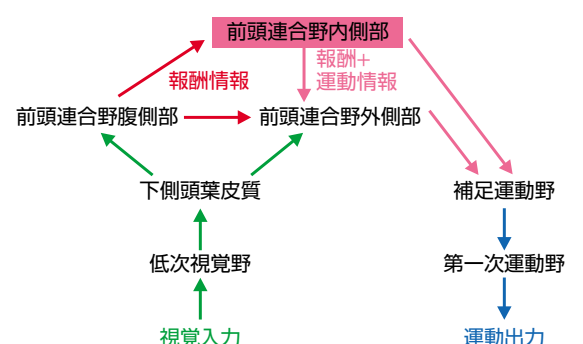 前頭連合野内側部
報酬+
運動情報
報酬情報
前頭連合野腹側部
前頭連合野外側部
下側頭葉皮質
補足運動野
低次視覚野
第一次運動野
視覚入力
運動出力